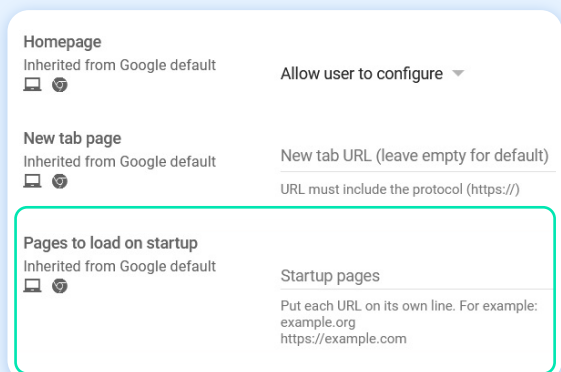 Homepage
Inherited from Google default
Allow user to configure
New tab page
Inherited from Google default
New tab URL (leave empty for default)
URL must include the protocol (https://)
Pages to load on startup
Inherited from Google default
Startup pages
Put each URL on its own line. For example:
example.org
https://example.com